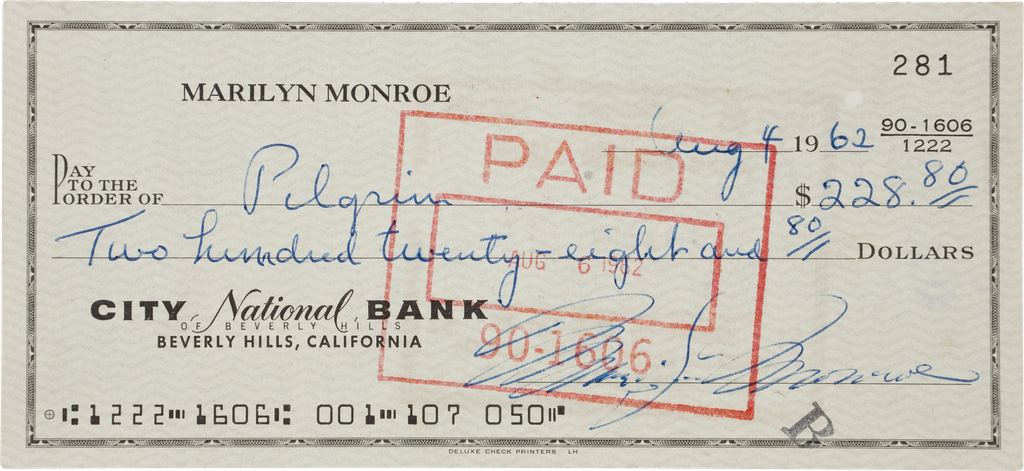 281
MARILYN MONROE
Aug 4 1962 90-1606
1222
PAID
PAY
TO THE
ORDER OF Pilgrim $ 228.80
Two hundred twenty-eight and 80 DOLLARS
AUG 6 1962
CITY National BANK
OF BEVERLY HILLS
BEVERLY HILLS, CALIFORNIA
90-1606
Marilyn Monroe
⑆1222⑉1606⑆ 001⑉107 050⑈
B
DELUXE CHECK PRINTERS LH